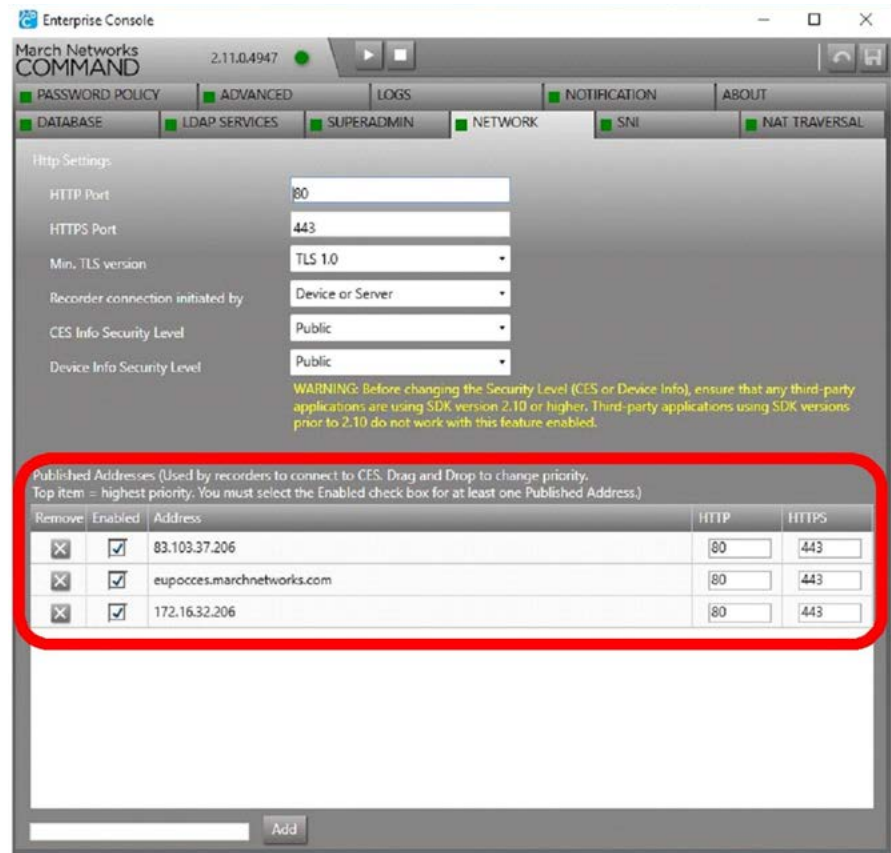 Enterprise Console
March Networks
COMMAND
2.11.0.4947
PASSWORD POLICY ADVANCED LOGS NOTIFICATION ABOUT
DATABASE LDAP SERVICES SUPERADMIN NETWORK SNI NAT TRAVERSAL
Http Settings
HTTP Port 80
HTTPS Port 443
Min. TLS version TLS 1.0
Recorder connection initiated by Device or Server
CES Info Security Level Public
Device Info Security Level Public
WARNING: Before changing the Security Level (CES or Device Info), ensure that any third-party
applications are using SDK version 2.10 or higher. Third-party applications using SDK versions
prior to 2.10 do not work with this feature enabled.
Published Addresses (Used by recorders to connect to CES. Drag and Drop to change priority.
Top item = highest priority. You must select the Enabled check box for at least one Published Address.)
Remove Enabled Address HTTP HTTPS
83.103.37.206 80 443
eupocces.marchnetworks.com 80 443
172.16.32.206 80 443
Add